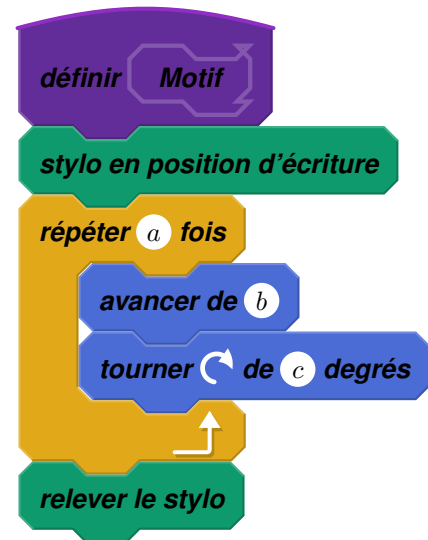 définir Motif
stylo en position d’écriture
répéter a fois
avancer de b
tourner de c degrés
relever le stylo